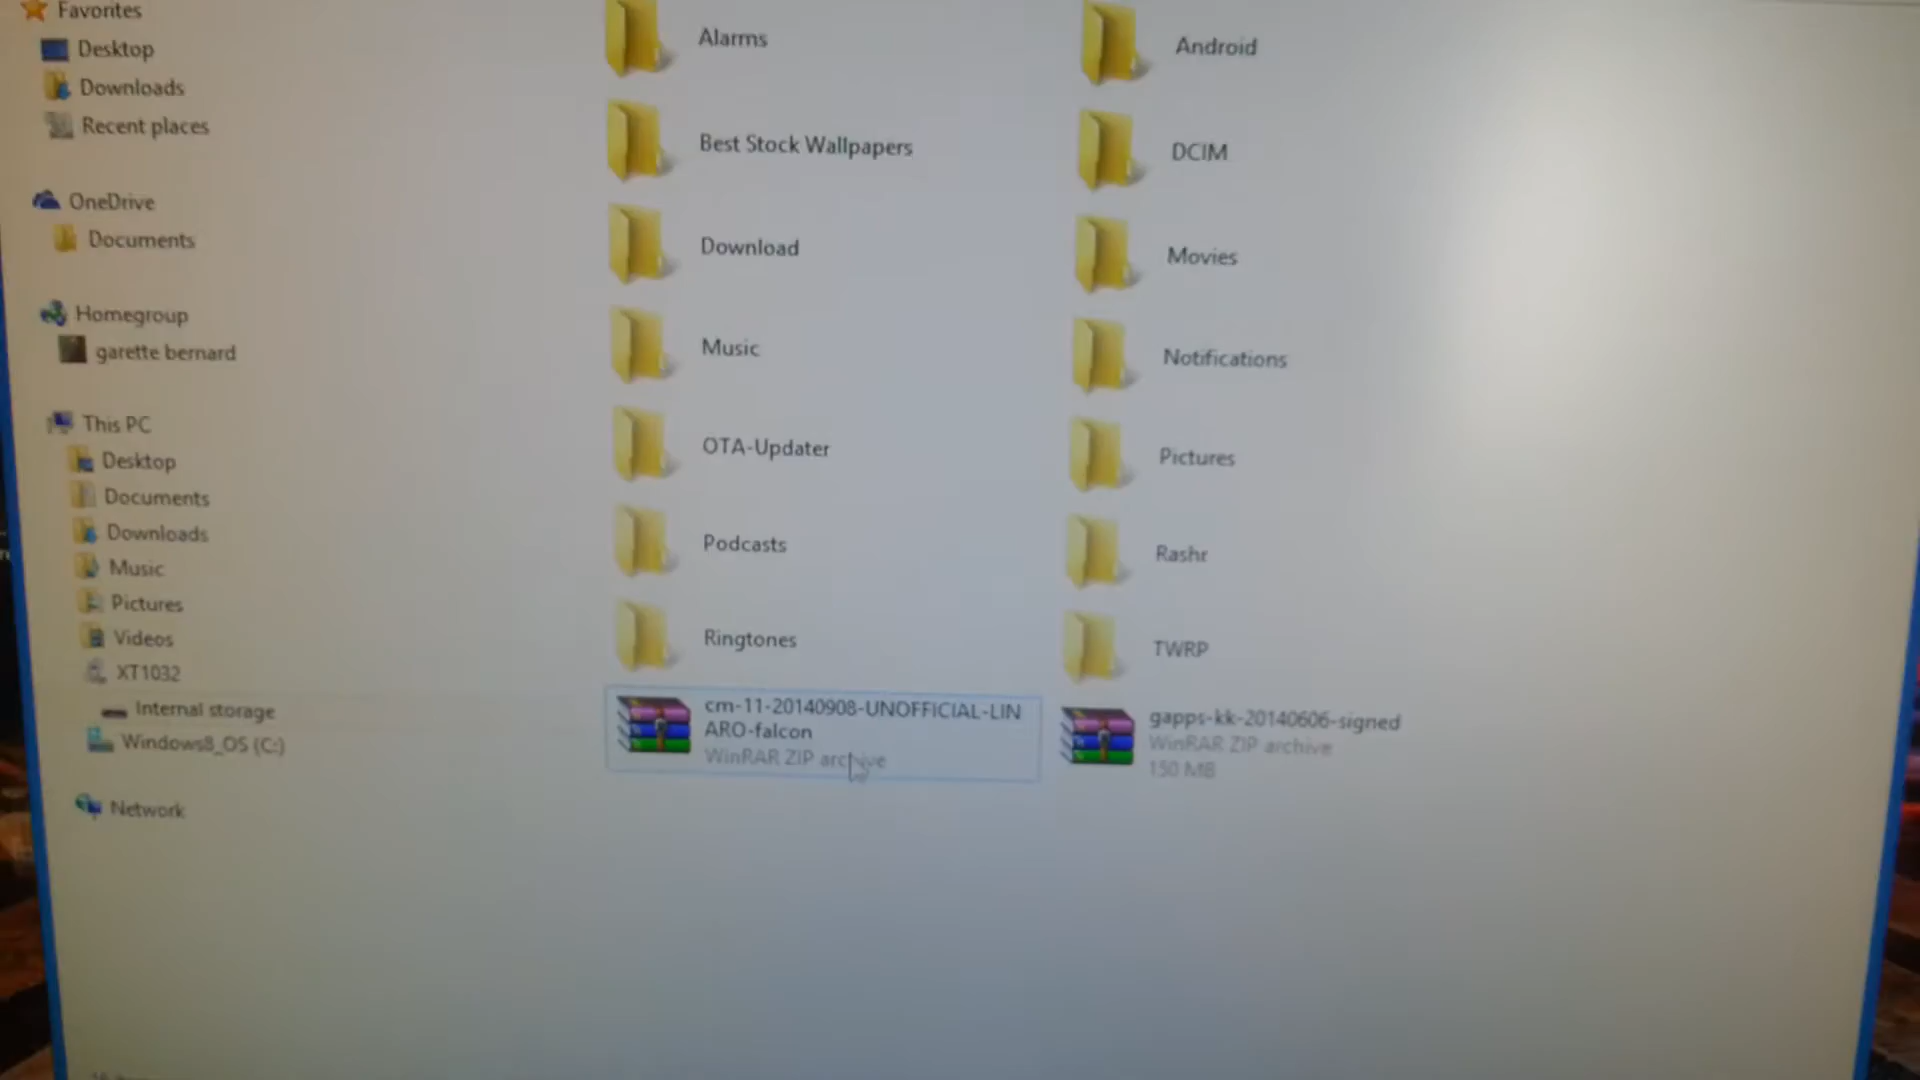 Favorites
Desktop
Downloads
Recent places
OneDrive
Documents
Homegroup
garette bernard
This PC
Desktop
Documents
Downloads
Music
Pictures
Videos
XT1032
Internal storage
Windows8_OS (C:)
Network
Alarms
Android
Best Stock Wallpapers
DCIM
Download
Movies
Music
Notifications
OTA-Updater
Pictures
Podcasts
Rashr
Ringtones
TWRP
cm-11-20140908-UNOFFICIAL-LIN
ARO-falcon
WinRAR ZIP archive
gapps-kk-20140606-signed
WinRAR ZIP archive
150 MB